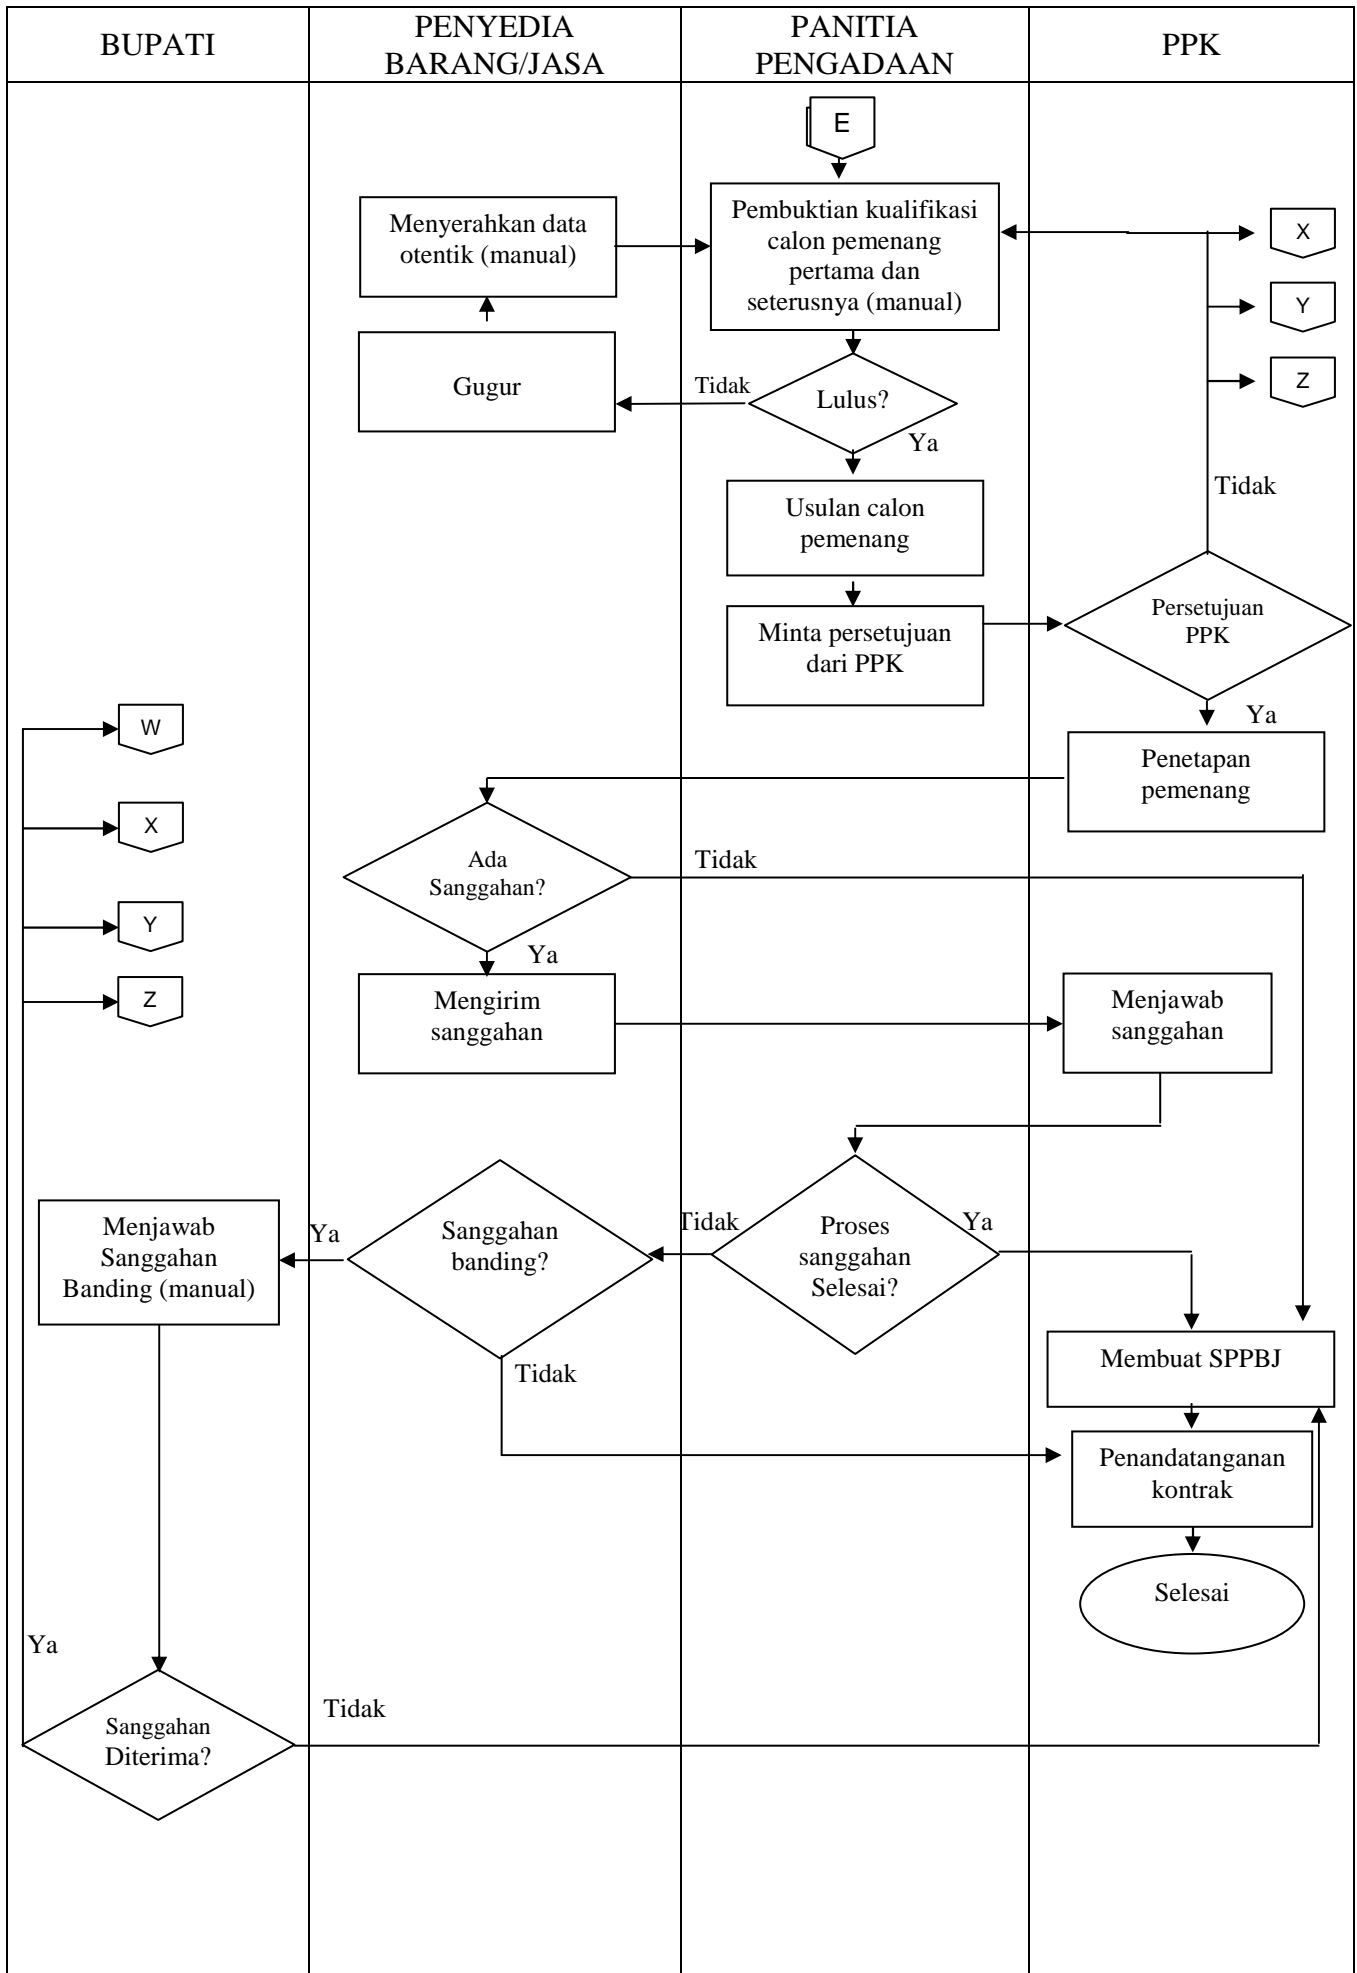 BUPATI
PENYEDIA
BARANG/JASA
PANITIA
PENGADAAN
PPK
E
Menyerahkan data
otentik (manual)
Pembuktian kualifikasi
calon pemenang
pertama dan
seterusnya (manual)
X
Y
Z
Gugur
Tidak
Lulus?
Ya
Tidak
Usulan calon
pemenang
Minta persetujuan
dari PPK
Persetujuan
PPK
Ya
W
X
Y
Z
Penetapan
pemenang
Ada
Sanggahan?
Tidak
Ya
Mengirim
sanggahan
Menjawab
sanggahan
Menjawab
Sanggahan
Banding (manual)
Ya
Sanggahan
banding?
Tidak
Proses
sanggahan
Selesai?
Ya
Tidak
Membuat SPPBJ
Penandatanganan
kontrak
Selesai
Ya
Sanggahan
Diterima?
Tidak